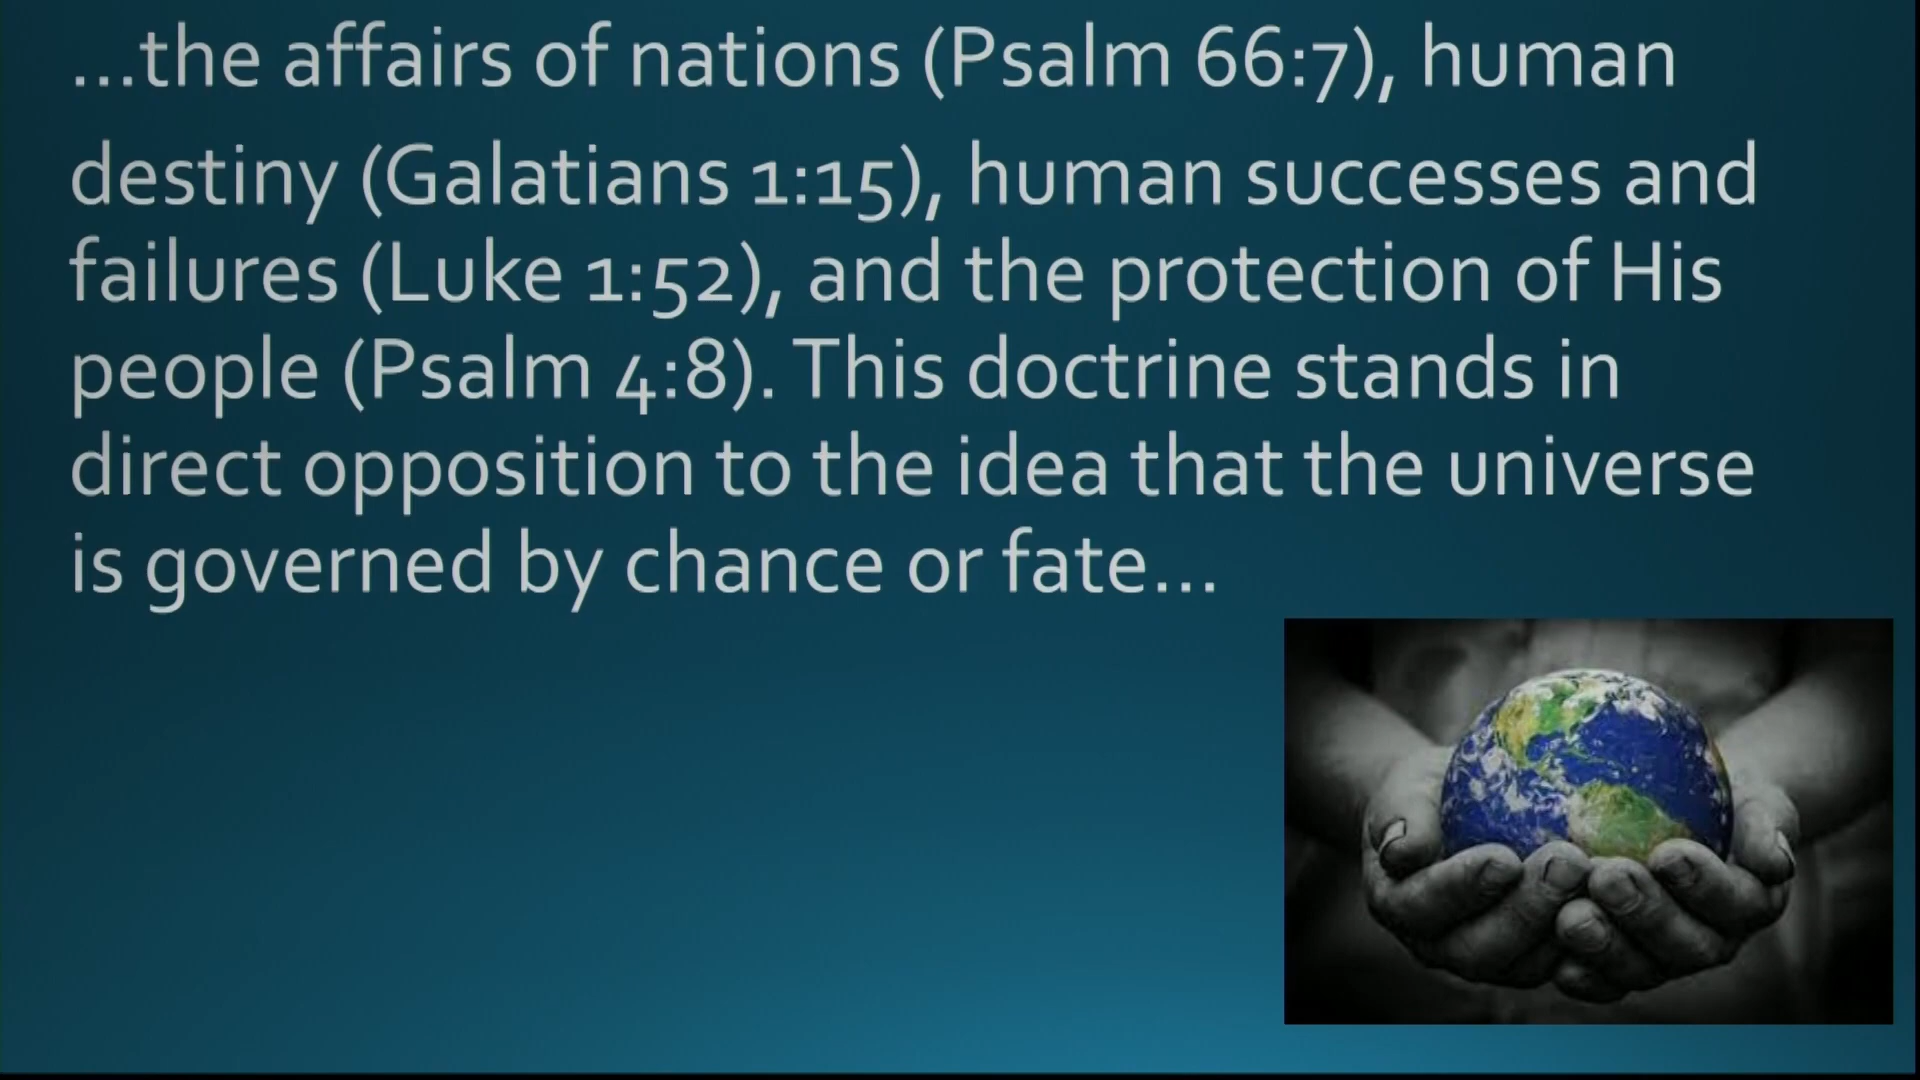 ...the affairs of nations (Psalm 66:7), human
destiny (Galatians 1:15), human successes and
failures (Luke 1:52), and the protection of His
people (Psalm 4:8). This doctrine stands in
direct opposition to the idea that the universe
is governed by chance or fate...